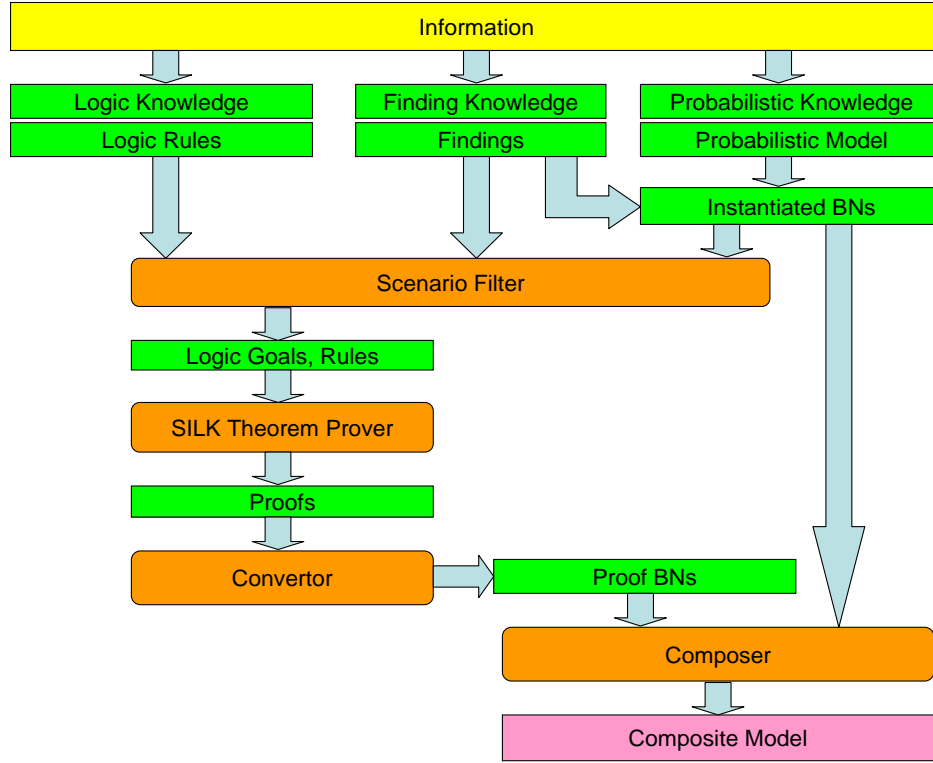 Information
Logic Knowledge
Finding Knowledge
Probabilistic Knowledge
Logic Rules
Findings
Probabilistic Model
Instantiated BNs
Scenario Filter
Logic Goals, Rules
SILK Theorem Prover
Proofs
Convertor
Proof BNs
Composer
Composite Model